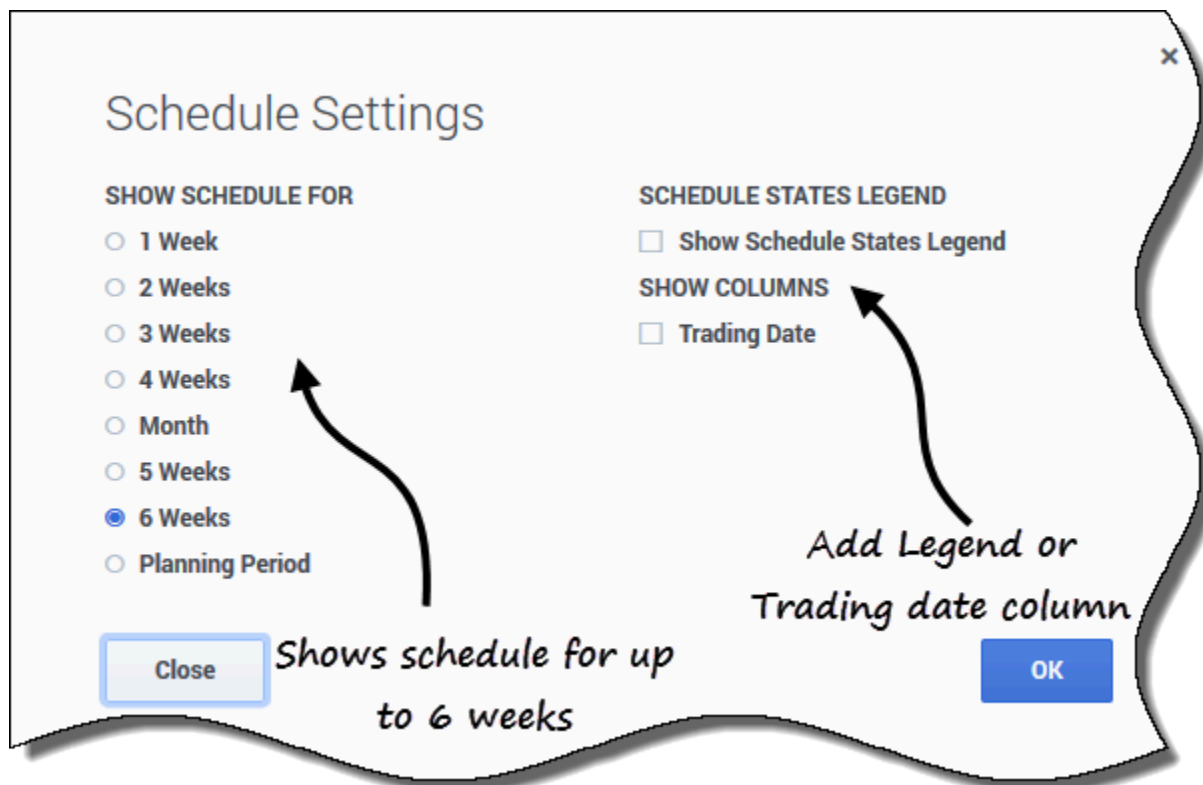 ×
Schedule Settings
SHOW SCHEDULE FOR
1 Week
2 Weeks
3 Weeks
4 Weeks
Month
5 Weeks
6 Weeks
Planning Period
SCHEDULE STATES LEGEND
Show Schedule States Legend
SHOW COLUMNS
Trading Date
Add Legend or
Trading date column
Shows schedule for up
to 6 weeks
Close
OK